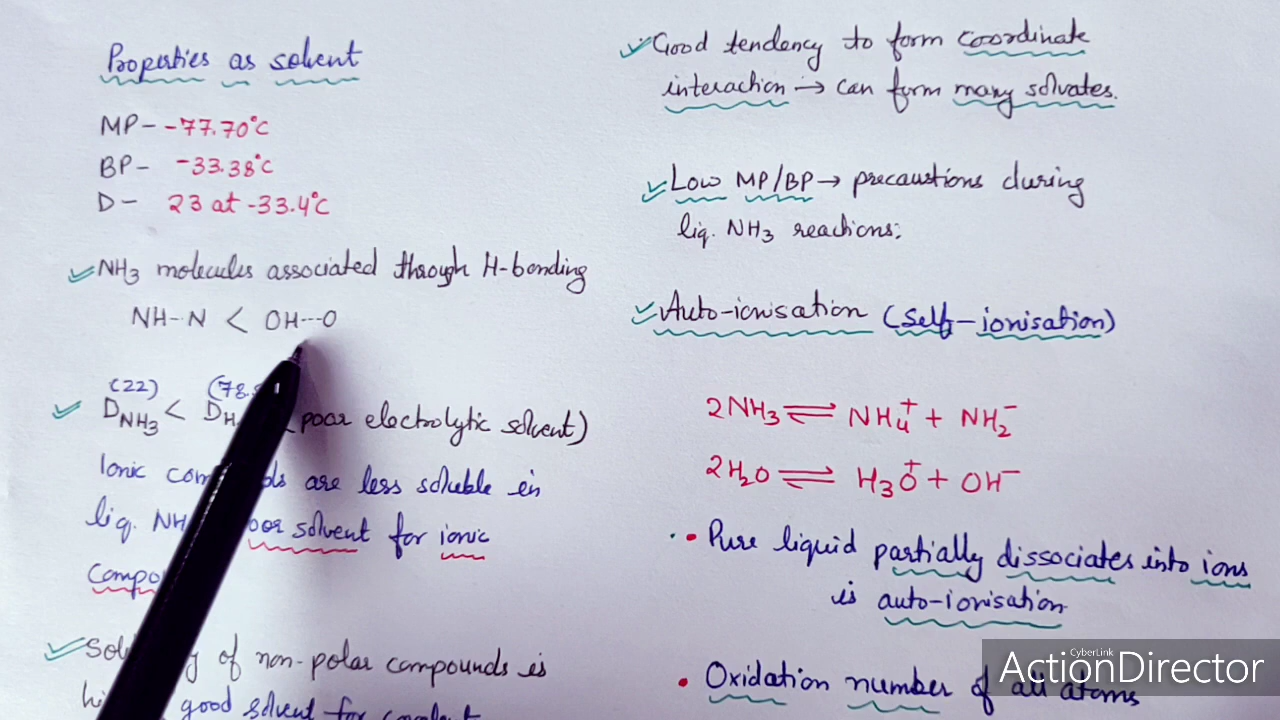 Properties as solvent
MP- -77.70°C
BP- -33.38°C
D- 23 at -33.4°C
NH3 molecules associated through H-bonding
NH--N < OH---O
(22) (78.
DNH3 < DH (poor electrolytic solvent)
Ionic com ds are less soluble in
liq. NH oor solvent for ionic
Compo
Sol y of non-polar compounds is
hi good solvent for covalent
Good tendency to form coordinate
interaction → can form many solvates.
Low MP/BP → precaustions during
liq. NH3 reactions.
Auto-ionisation (Self-ionisation)
2NH3 ⇌ NH4+ + NH2-
2H2O ⇌ H3O+ + OH-
• Pure liquid partially dissociates into ions
is auto-ionisation
• Oxidation number of all atoms
CyberLink
ActionDirector